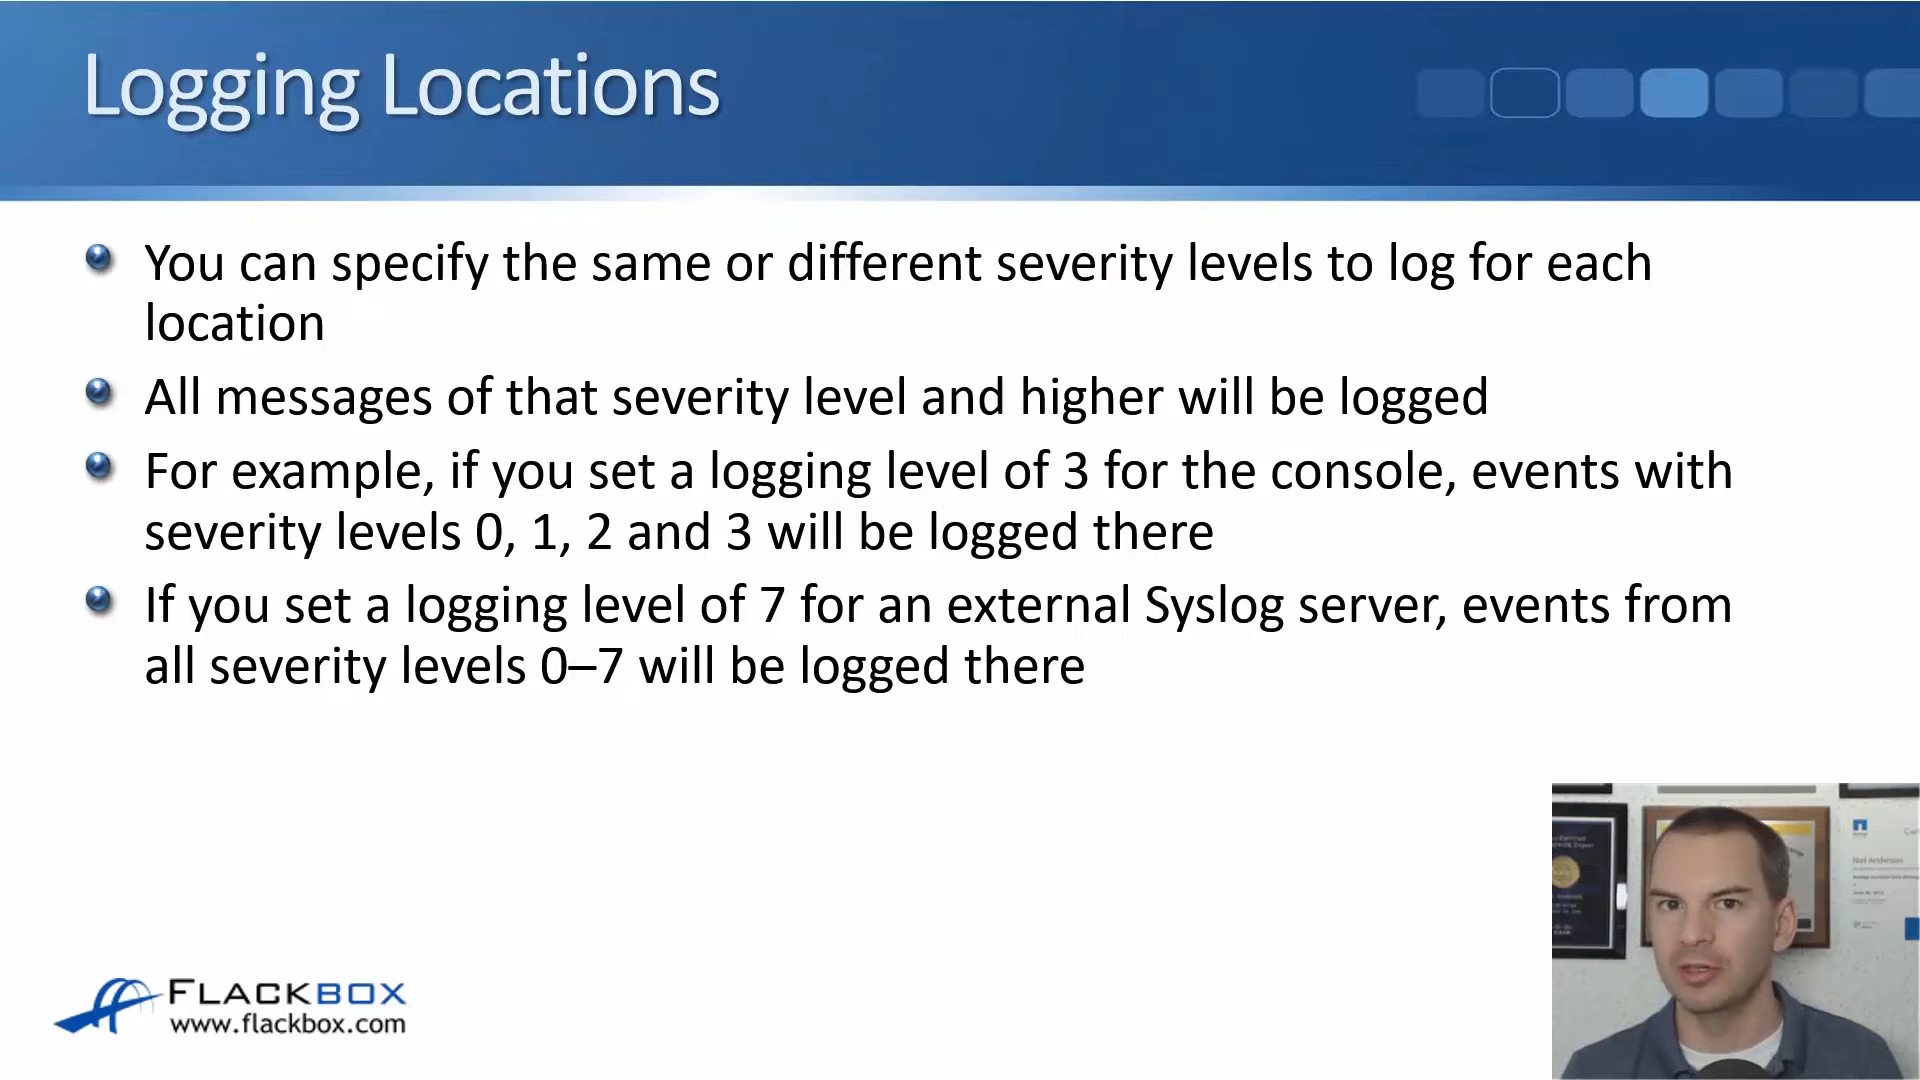 Logging Locations
You can specify the same or different severity levels to log for each
location
All messages of that severity level and higher will be logged
For example, if you set a logging level of 3 for the console, events with
severity levels 0, 1, 2 and 3 will be logged there
If you set a logging level of 7 for an external Syslog server, events from
all severity levels 0–7 will be logged there
FLACKBOX
www.flackbox.com
Neil Anderson